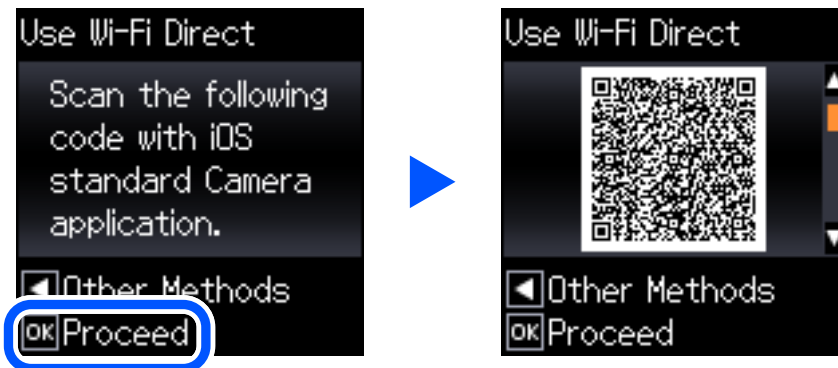 Use Wi-Fi Direct
Scan the following
code with iOS
standard Camera
application.
Other Methods
OK Proceed
Use Wi-Fi Direct
Other Methods
OK Proceed